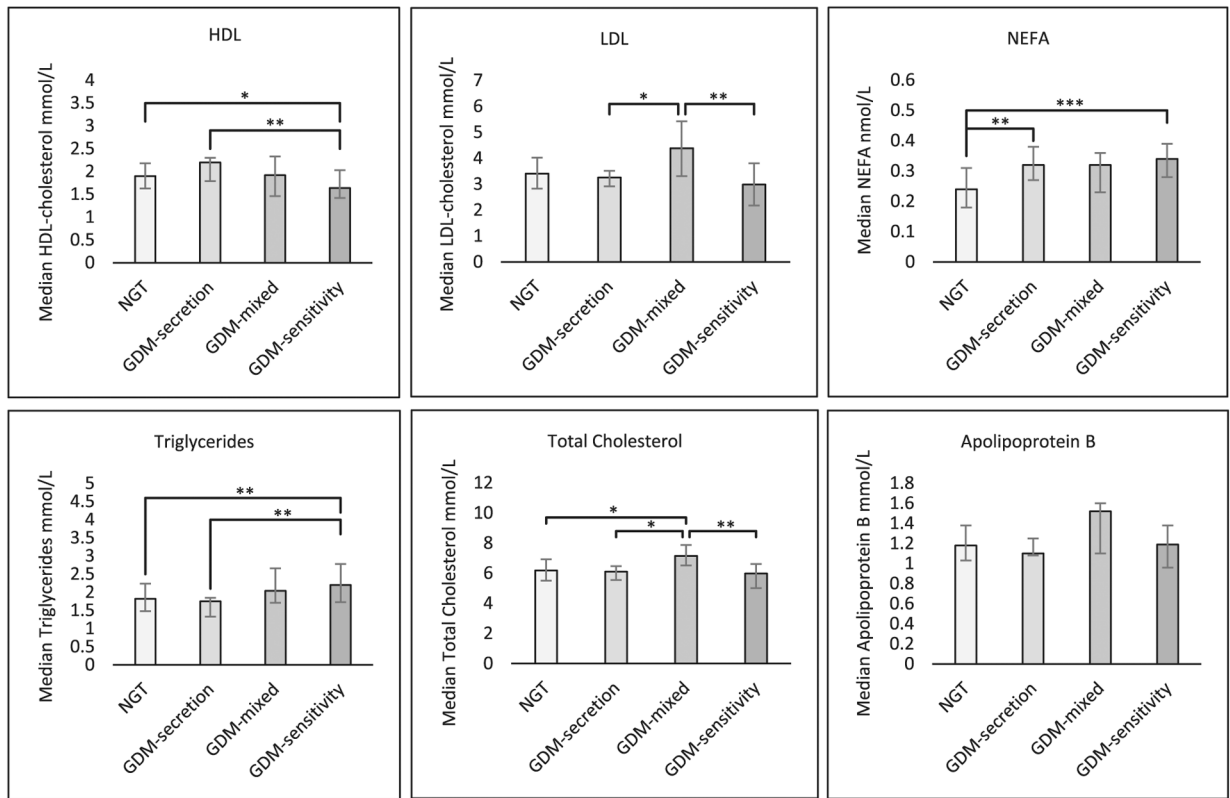 HDL
Median HDL-cholesterol mmol/L
4
3.5
3
2.5
2
1.5
1
0.5
0
*
**
NGT
GDM-secretion
GDM-mixed
GDM-sensitivity
LDL
Median LDL-cholesterol mmol/L
7
6
5
4
3
2
1
0
*
**
NGT
GDM-secretion
GDM-mixed
GDM-sensitivity
NEFA
Median NEFA nmol/L
0.6
0.5
0.4
0.3
0.2
0.1
0
***
**
NGT
GDM-secretion
GDM-mixed
GDM-sensitivity
Triglycerides
Median Triglycerides mmol/L
5
4.5
4
3.5
3
2.5
2
1.5
1
0.5
0
**
**
NGT
GDM-secretion
GDM-mixed
GDM-sensitivity
Total Cholesterol
Median Total Cholesterol mmol/L
12
10
8
6
4
2
0
*
*
**
NGT
GDM-secretion
GDM-mixed
GDM-sensitivity
Apolipoprotein B
Median Apolipoprotein B mmol/L
1.8
1.6
1.4
1.2
1
0.8
0.6
0.4
0.2
0
NGT
GDM-secretion
GDM-mixed
GDM-sensitivity